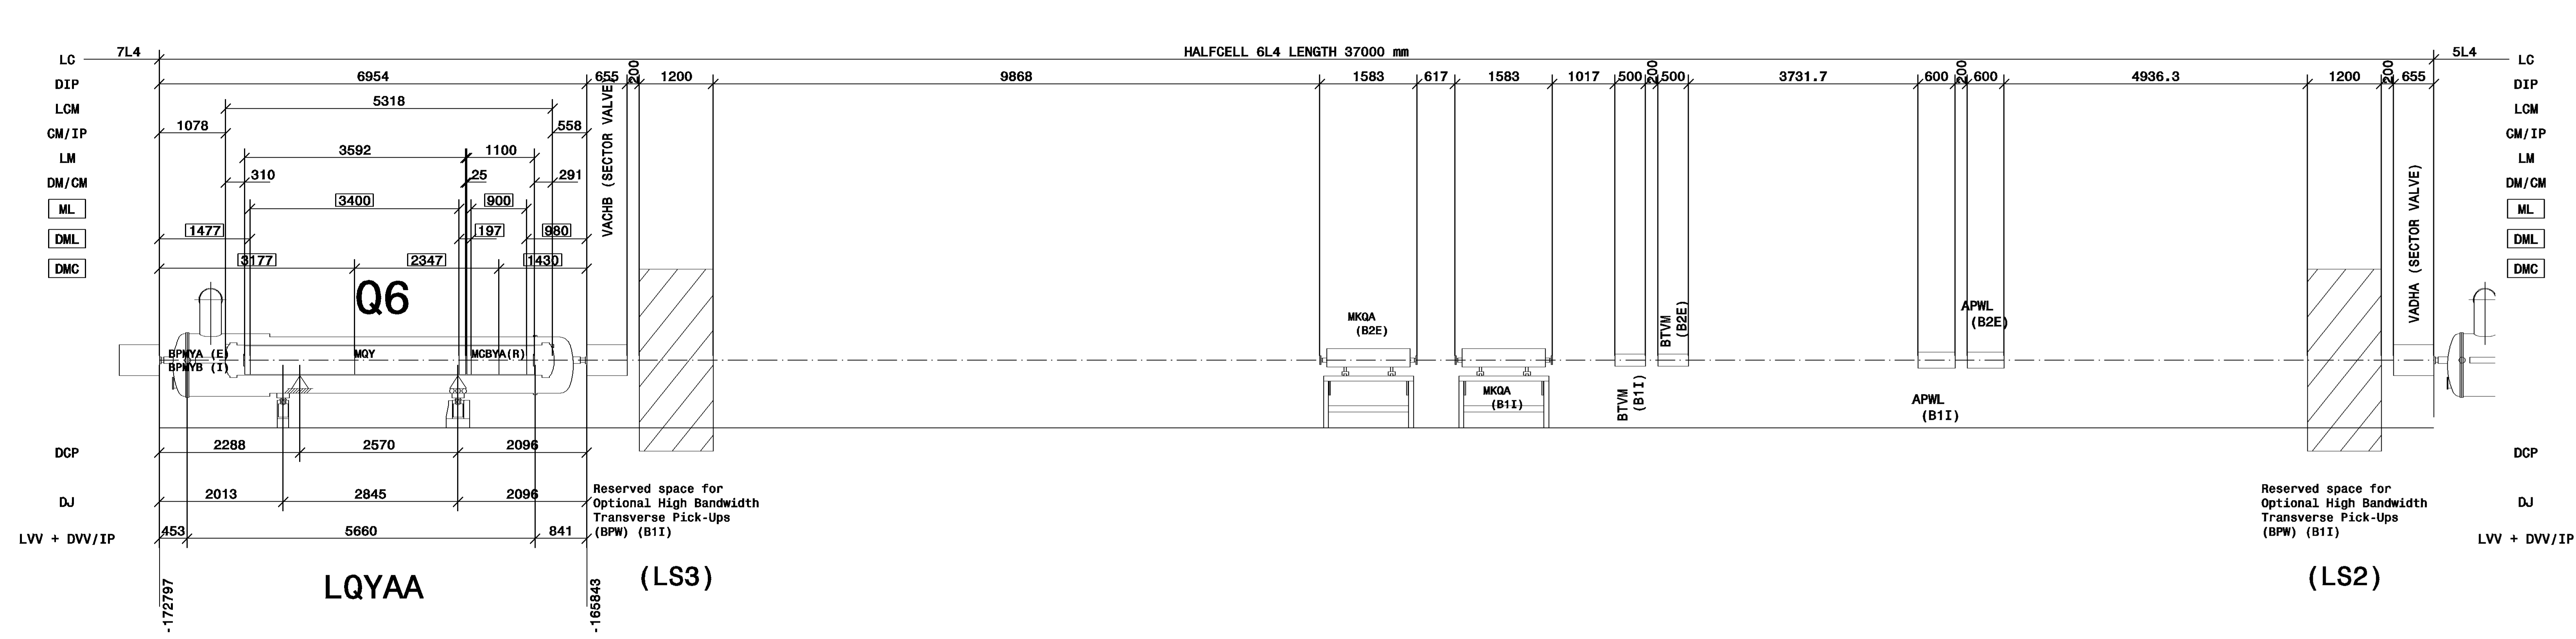 7L4 HALFCELL 6L4 LENGTH 37000 mm 5L4
LC LC
DIP 6954 655 200 1200 9868 1583 617 1583 1017 500 200 500 3731.7 600 200 600 4936.3 1200 200 655 DIP
LCM 5318 LCM
CM/IP 1078 558 CM/IP
LM 3592 1100 LM
DM/CM 310 25 291 DM/CM
ML 3400 900 ML
DML 1477 197 980 DML
DMC 3177 2347 1430 DMC
VACHB (SECTOR VALVE)
VADHA (SECTOR VALVE)
Q6
BPMYA (E)
BPMYB (I)
MQY
MCBYA(R)
MKQA
(B2E)
MKQA
(B1I)
BTVM
(B1I)
BTVM
(B2E)
APWL
(B1I)
APWL
(B2E)
DCP 2288 2570 2096 DCP
DJ 2013 2845 2096 DJ
LVV + DVV/IP 453 5660 841 LVV + DVV/IP
Reserved space for
Optional High Bandwidth
Transverse Pick-Ups
(BPW) (B1I)
Reserved space for
Optional High Bandwidth
Transverse Pick-Ups
(BPW) (B1I)
-172797
LQYAA
-165843
(LS3)
(LS2)